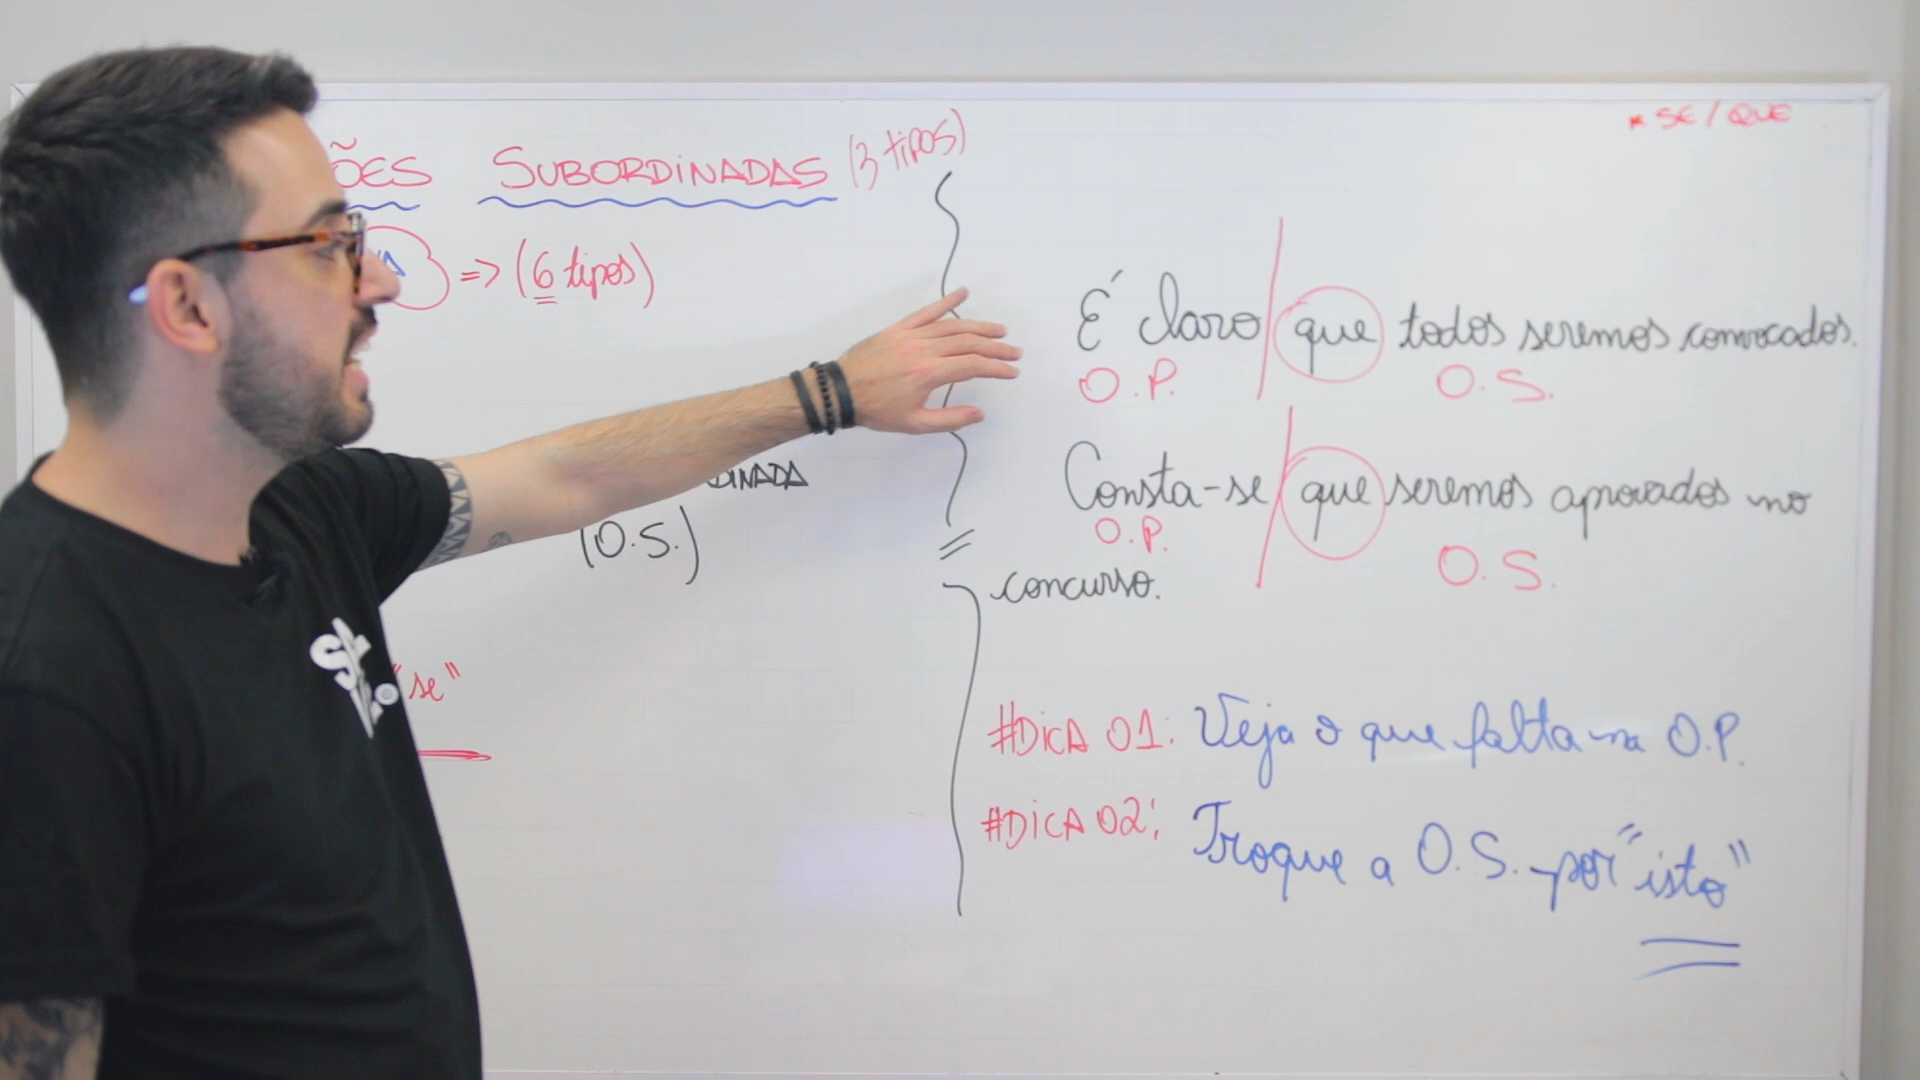 ÕES SUBORDINADAS (3 tipos)
=> (6 tipos)
DINADA
(O.S.)
"se"
* SE / QUE
É claro que todos seremos convocados.
O.P. O.S.
Consta-se que seremos aprovados no
O.P. O.S.
concurso.
#DICA 01: Veja o que falta na O.P.
#DICA 02: Troque a O.S. por "isto"